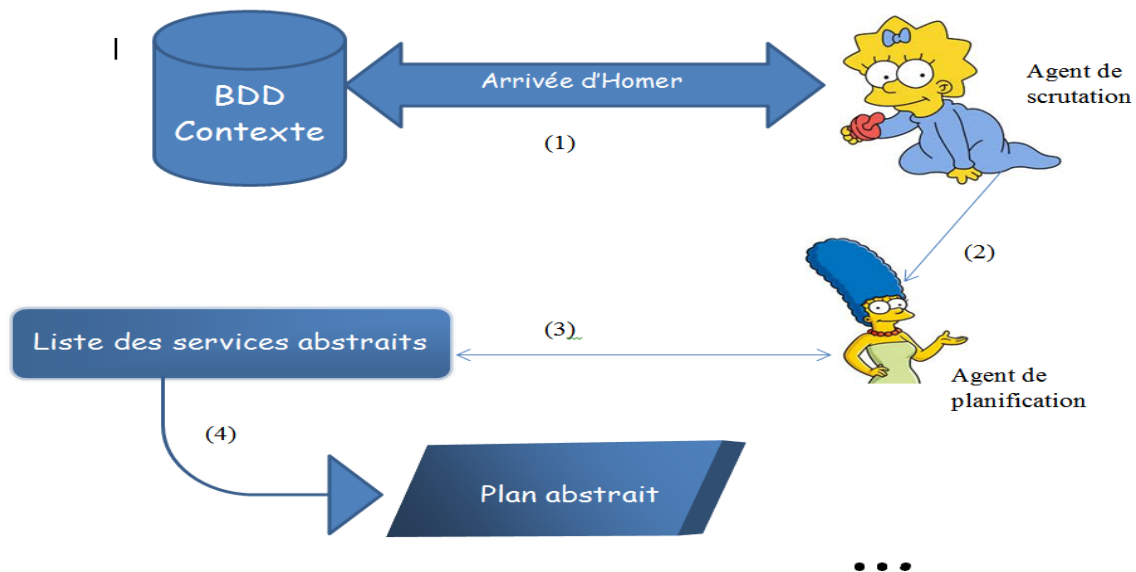 BDD
Contexte
Arrivée d'Homer
(1)
Agent de
scrutation
(2)
Liste des services abstraits
(3)
Agent de
planification
(4)
Plan abstrait
...